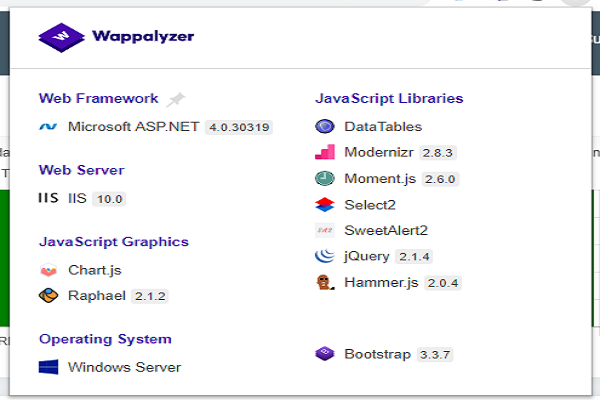 Wappalyzer
Web Framework
Microsoft ASP.NET 4.0.30319
Web Server
IIS IIS 10.0
JavaScript Graphics
Chart.js
Raphael 2.1.2
Operating System
Windows Server
JavaScript Libraries
DataTables
Modernizr 2.8.3
Moment.js 2.6.0
Select2
SweetAlert2
jQuery 2.1.4
Hammer.js 2.0.4
Bootstrap 3.3.7